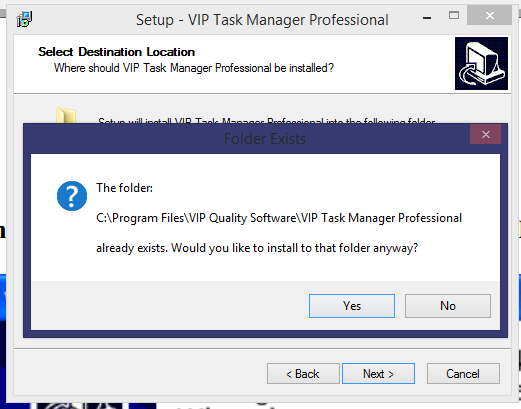 Setup - VIP Task Manager Professional
Select Destination Location
Where should VIP Task Manager Professional be installed?
Setup will install VIP Task Manager Professional into the following folder.
Folder Exists
The folder:
C:\Program Files\VIP Quality Software\VIP Task Manager Professional
already exists. Would you like to install to that folder anyway?
Yes No
< Back Next > Cancel